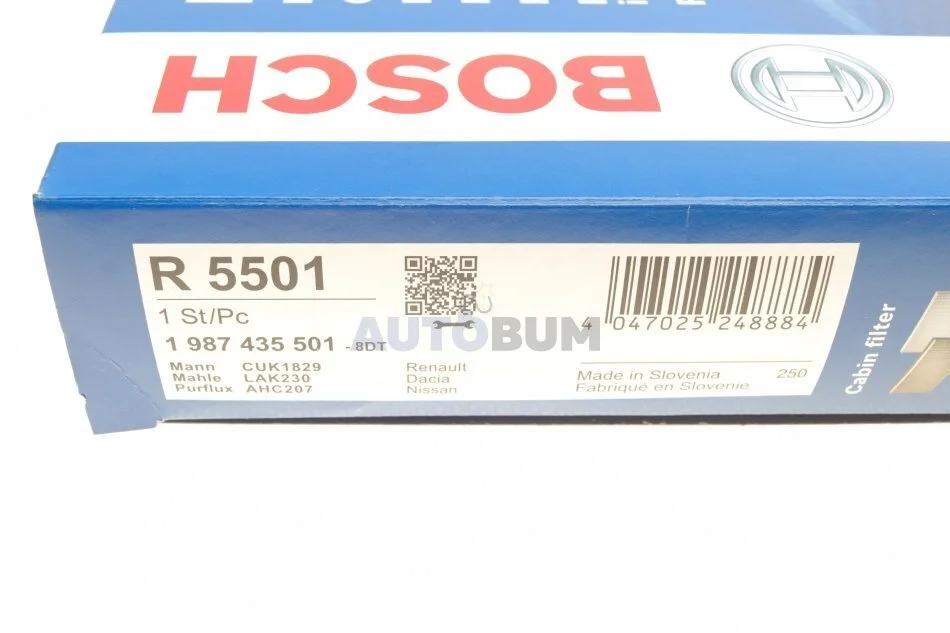 BOSCH
R 5501
1 St/Pc
1 987 435 501 - 8DT
Mann CUK1829
Mahle LAK230
Purflux AHC207
Renault
Dacia
Nissan
4 047025 248884
Made in Slovenia
Fabriqué en Slovenie
250
AUTOBUM
Cabin filter